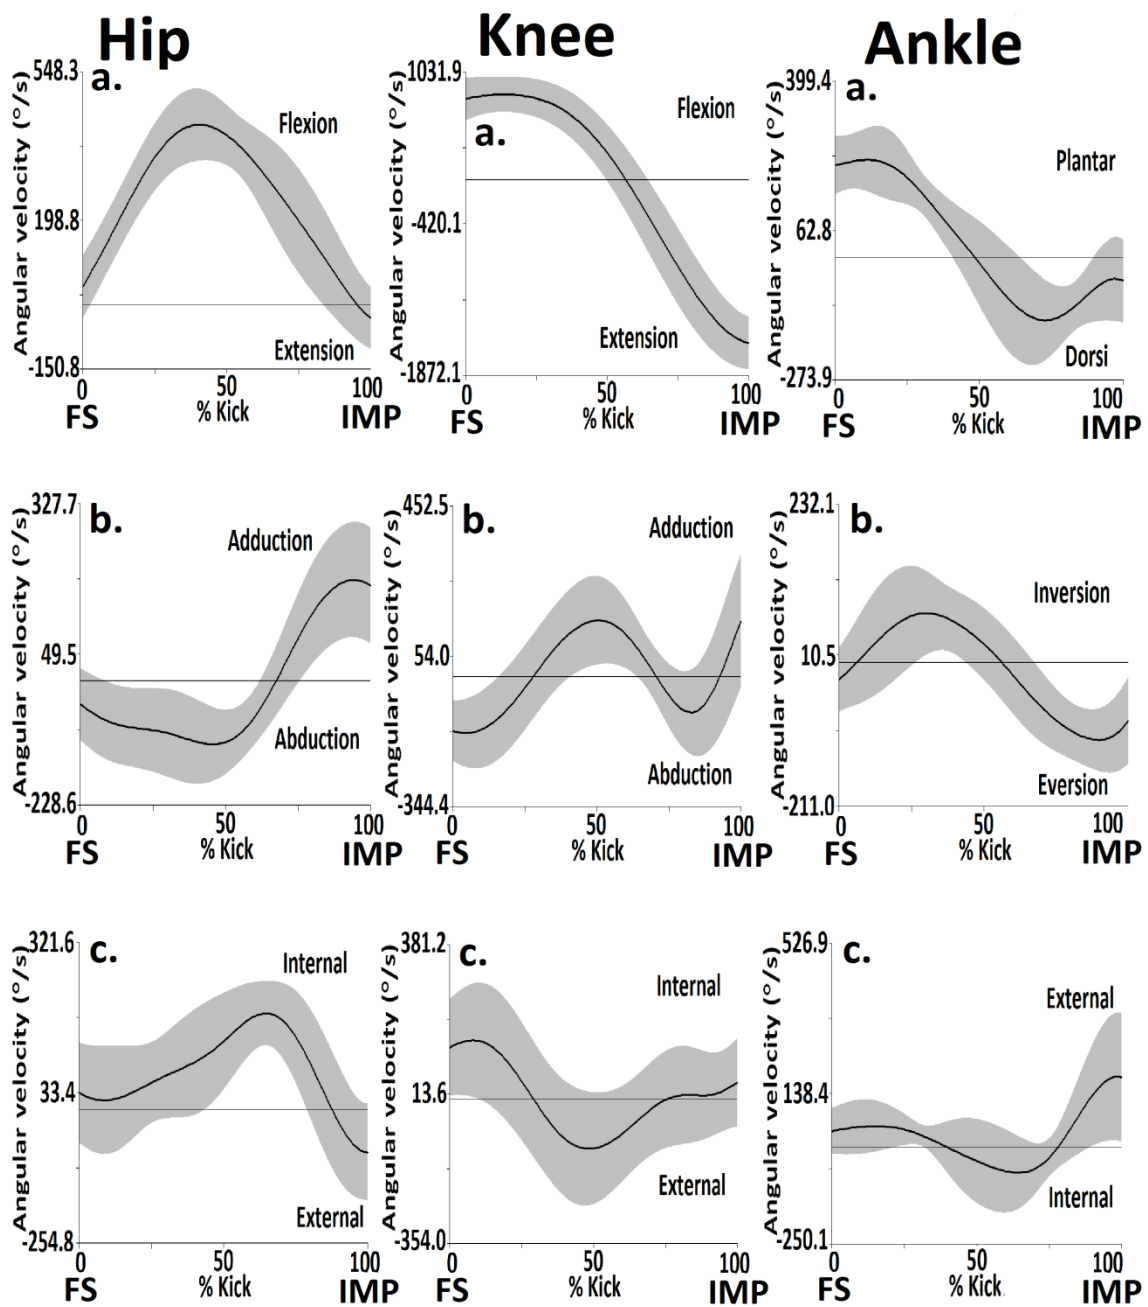 Hip Knee Ankle
a.
Angular velocity (°/s)
548.3
198.8
-150.8
Flexion
Extension
0 50 100
FS % Kick IMP
a.
Angular velocity (°/s)
1031.9
-420.1
-1872.1
Flexion
Extension
0 50 100
FS % Kick IMP
a.
Angular velocity (°/s)
399.4
62.8
-273.9
Plantar
Dorsi
0 50 100
FS % Kick IMP
b.
Angular velocity (°/s)
327.7
49.5
-228.6
Adduction
Abduction
0 50 100
FS % Kick IMP
b.
Angular velocity (°/s)
452.5
54.0
-344.4
Adduction
Abduction
0 50 100
FS % Kick IMP
b.
Angular velocity (°/s)
232.1
10.5
-211.0
Inversion
Eversion
0 50 100
FS % Kick IMP
c.
Angular velocity (°/s)
321.6
33.4
-254.8
Internal
External
0 50 100
FS % Kick IMP
c.
Angular velocity (°/s)
381.2
13.6
-354.0
Internal
External
0 50 100
FS % Kick IMP
c.
Angular velocity (°/s)
526.9
138.4
-250.1
External
Internal
0 50 100
FS % Kick IMP